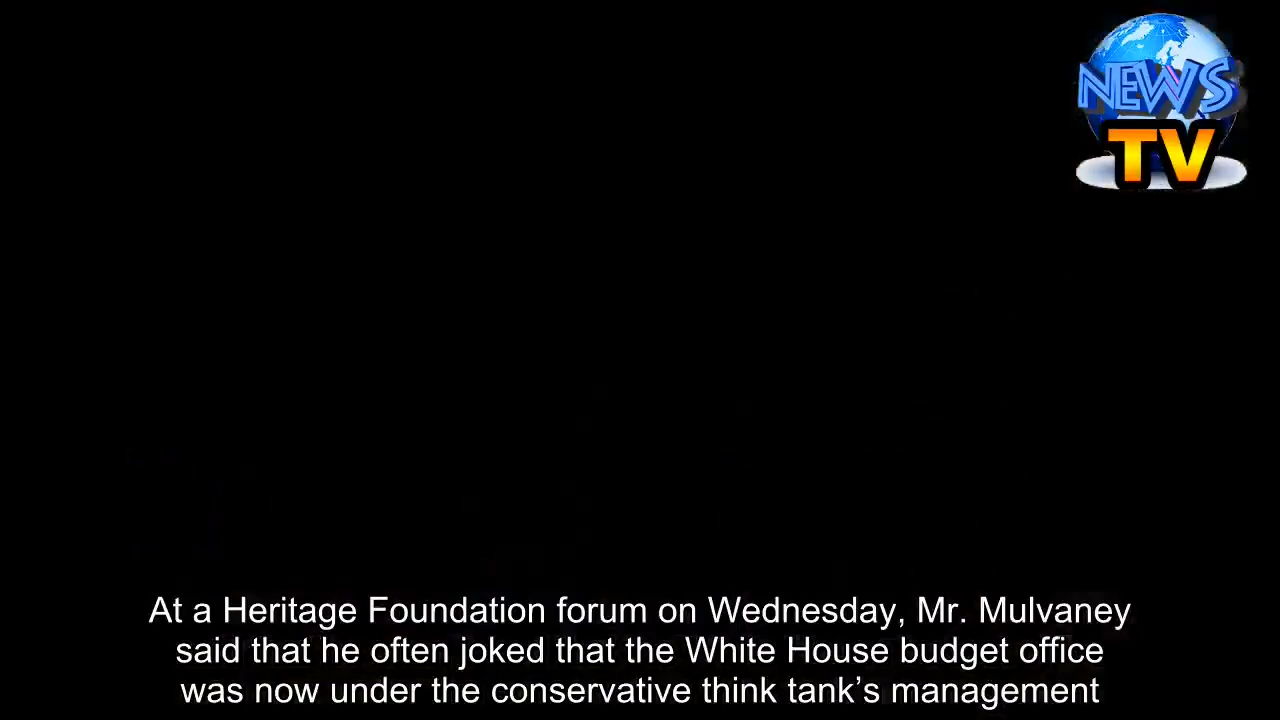 NEWS
TV
At a Heritage Foundation forum on Wednesday, Mr. Mulvaney
said that he often joked that the White House budget office
was now under the conservative think tank’s management